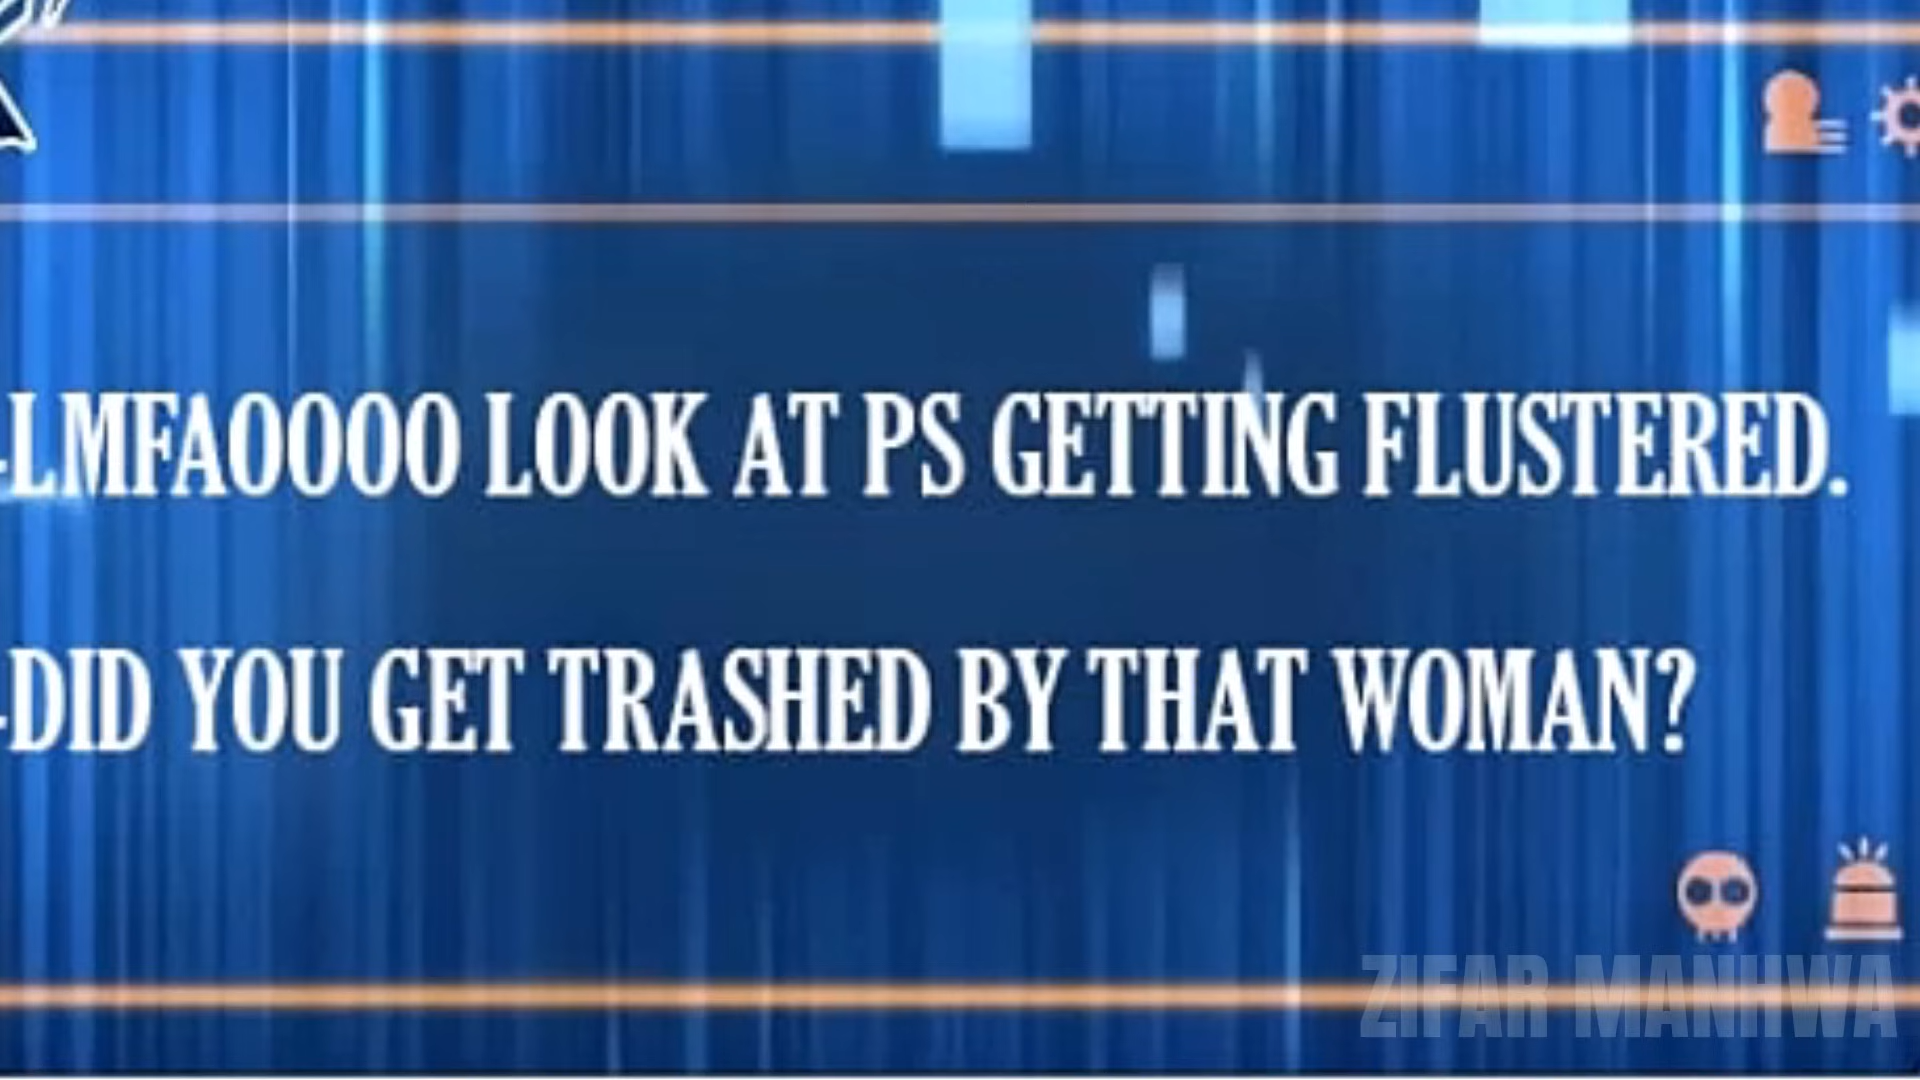 -LMFAOOOO LOOK AT PS GETTING FLUSTERED.
-DID YOU GET TRASHED BY THAT WOMAN?
ZIFAR MANHWA